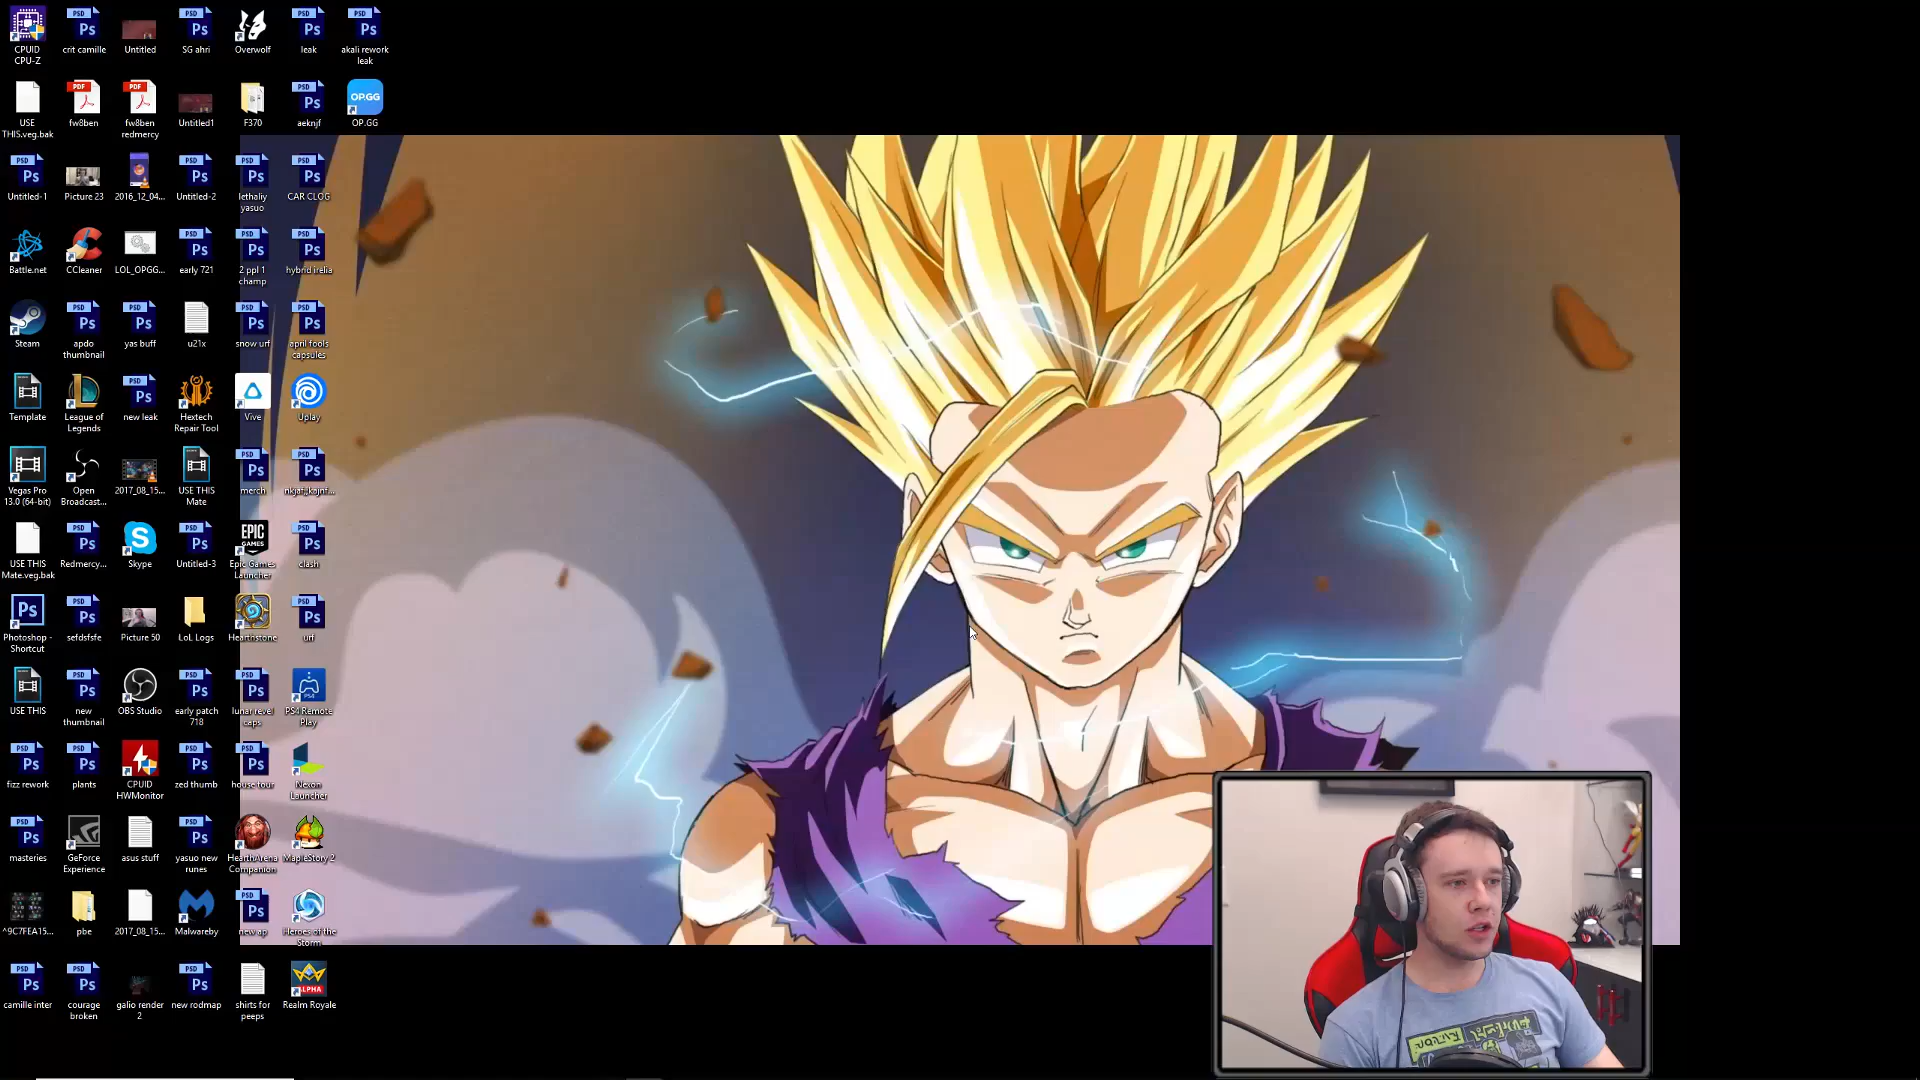 CPUID
CPU-Z
crit camille
Untitled
SG ahri
Overwolf
leak
akali rework
leak
USE
THIS.veg.bak
fw8ben
fw8ben
redmercy
Untitled1
F370
aeknjf
OP.GG
OP.GG
Untitled-1
Picture 23
2016_12_04...
Untitled-2
lethaliy
yasuo
CAR CLOG
Battle.net
CCleaner
LOL_OPGG...
early 721
2 ppl 1
champ
hybrid irelia
Steam
apdo
thumbnail
yas buff
u21x
snow urf
april fools
capsules
Template
League of
Legends
new leak
Hextech
Repair Tool
Vive
Uplay
Vegas Pro
13.0 (64-bit)
Open
Broadcast...
2017_08_15...
USE THIS
Mate
merch
USE THIS
Mate.veg.bak
Redmercy...
Skype
Untitled-3
EPIC
GAMES
Epic Games
Launcher
clash
Photoshop -
Shortcut
sefdsfsfe
Picture 50
LoL Logs
Hearthstone
urf
USE THIS
new
thumbnail
OBS Studio
early patch
718
lunar revel
caps
PS4 Remote
Play
fizz rework
plants
CPUID
HWMonitor
zed thumb
house tour
Nexon
Launcher
masteries
GeForce
Experience
asus stuff
yasuo new
runes
HearthArena
Companion
MapleStory 2
^9C7FEA15...
pbe
2017_08_15...
Malwareby
new ap
Heroes of the
Storm
camille inter
courage
broken
galio render
2
new rodmap
shirts for
peeps
ALPHA
Realm Royale